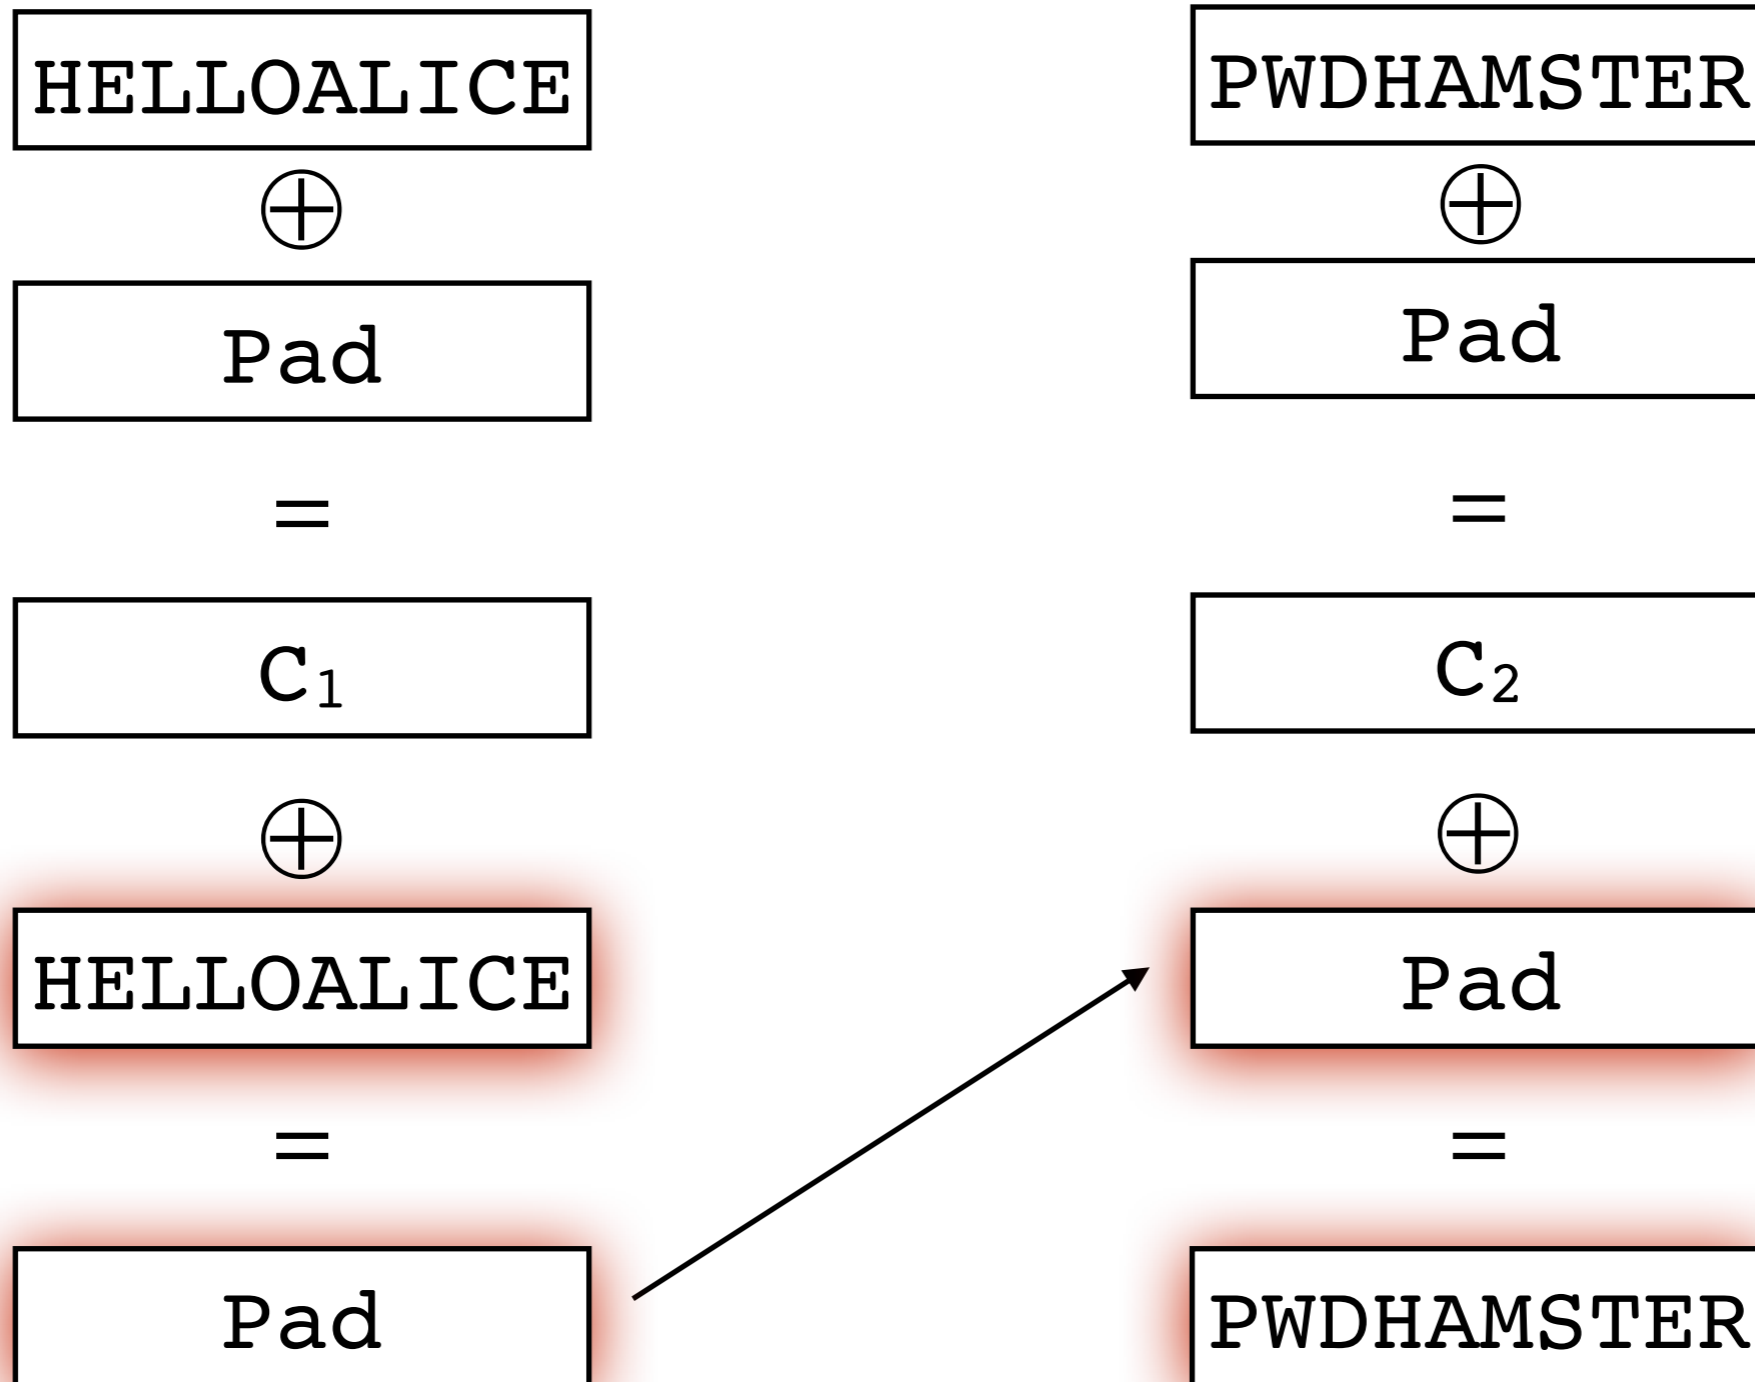 HELLOALICE
⊕
Pad
=
C₁
⊕
HELLOALICE
=
Pad
PWDHAMSTER
⊕
Pad
=
C₂
⊕
Pad
=
PWDHAMSTER